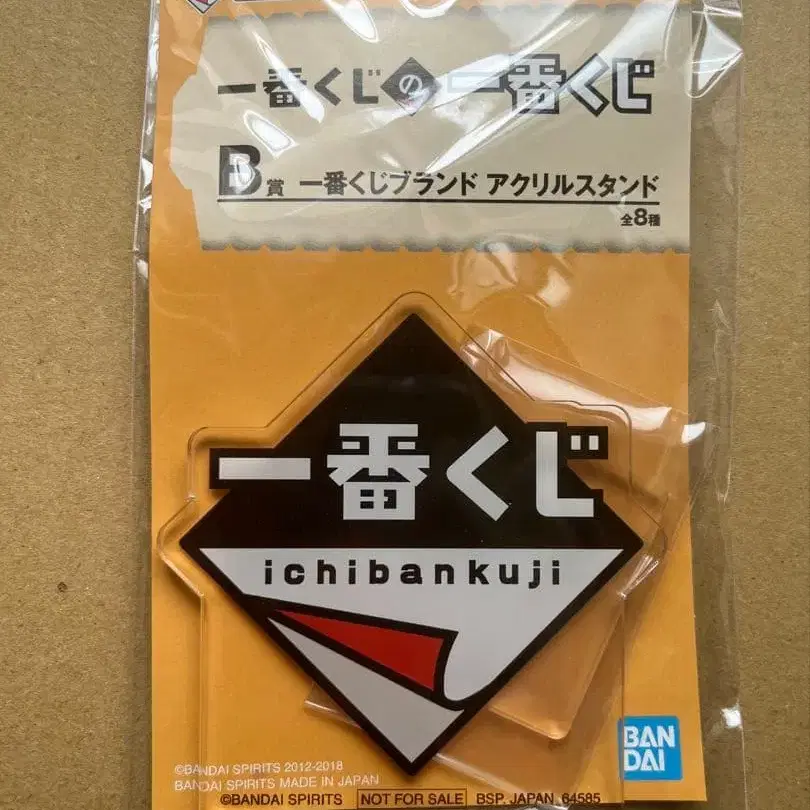 一番くじの一番くじ
B賞 一番くじブランド アクリルスタンド
全8種
一番くじ
ichibankuji
BAN
DAI
©BANDAI SPIRITS 2012-2018
BANDAI SPIRITS MADE IN JAPAN
©BANDAI SPIRITS NOT FOR SALE BSP, JAPAN, 64585